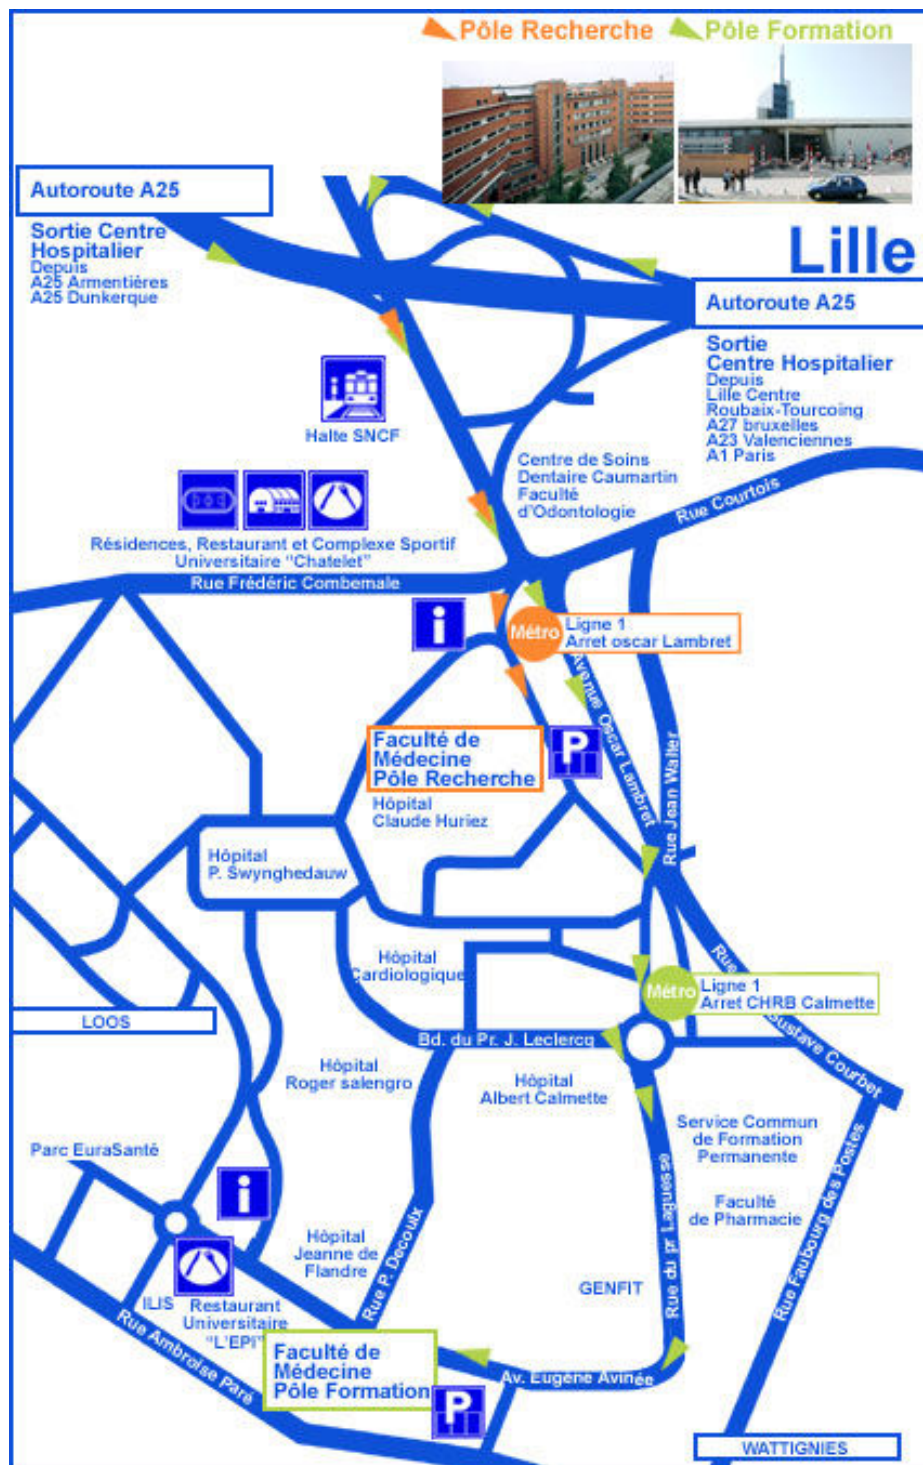 Pôle Recherche
Pôle Formation
Autoroute A25
Sortie Centre
Hospitalier
Depuis
A25 Armentières
A25 Dunkerque
Lille
Autoroute A25
Sortie
Centre Hospitalier
Depuis
Lille Centre
Roubaix-Tourcoing
A27 bruxelles
A23 Valenciennes
A1 Paris
Halte SNCF
Centre de Soins
Dentaire Caumartin
Faculté
d'Odontologie
Rue Courtois
Résidences, Restaurant et Complexe Sportif
Universitaire "Chatelet"
Rue Frédéric Combemale
i
Métro
Ligne 1
Arret oscar Lambret
Avenue Oscar Lambret
Rue Jean Walter
Faculté de
Médecine
Pôle Recherche
P
Hôpital
Claude Huriez
Hôpital
P. Swynghedauw
Hôpital
Cardiologique
Métro
Ligne 1
Arret CHRB Calmette
Rue Gustave Courbet
LOOS
Bd. du Pr. J. Leclercq
Hôpital
Roger salengro
Hôpital
Albert Calmette
Service Commun
de Formation
Permanente
Parc EuraSanté
i
Faculté
de Pharmacie
Rue du pr Laguesse
Rue Faubourg des Postes
Hôpital
Jeanne de
Flandre
Rue P. Decoulx
GENFIT
ILIS
Restaurant
Universitaire
"L'EPI"
Rue Ambroise Paré
Faculté de
Médecine
Pôle Formation
P
Av. Eugène Avinée
WATTIGNIES